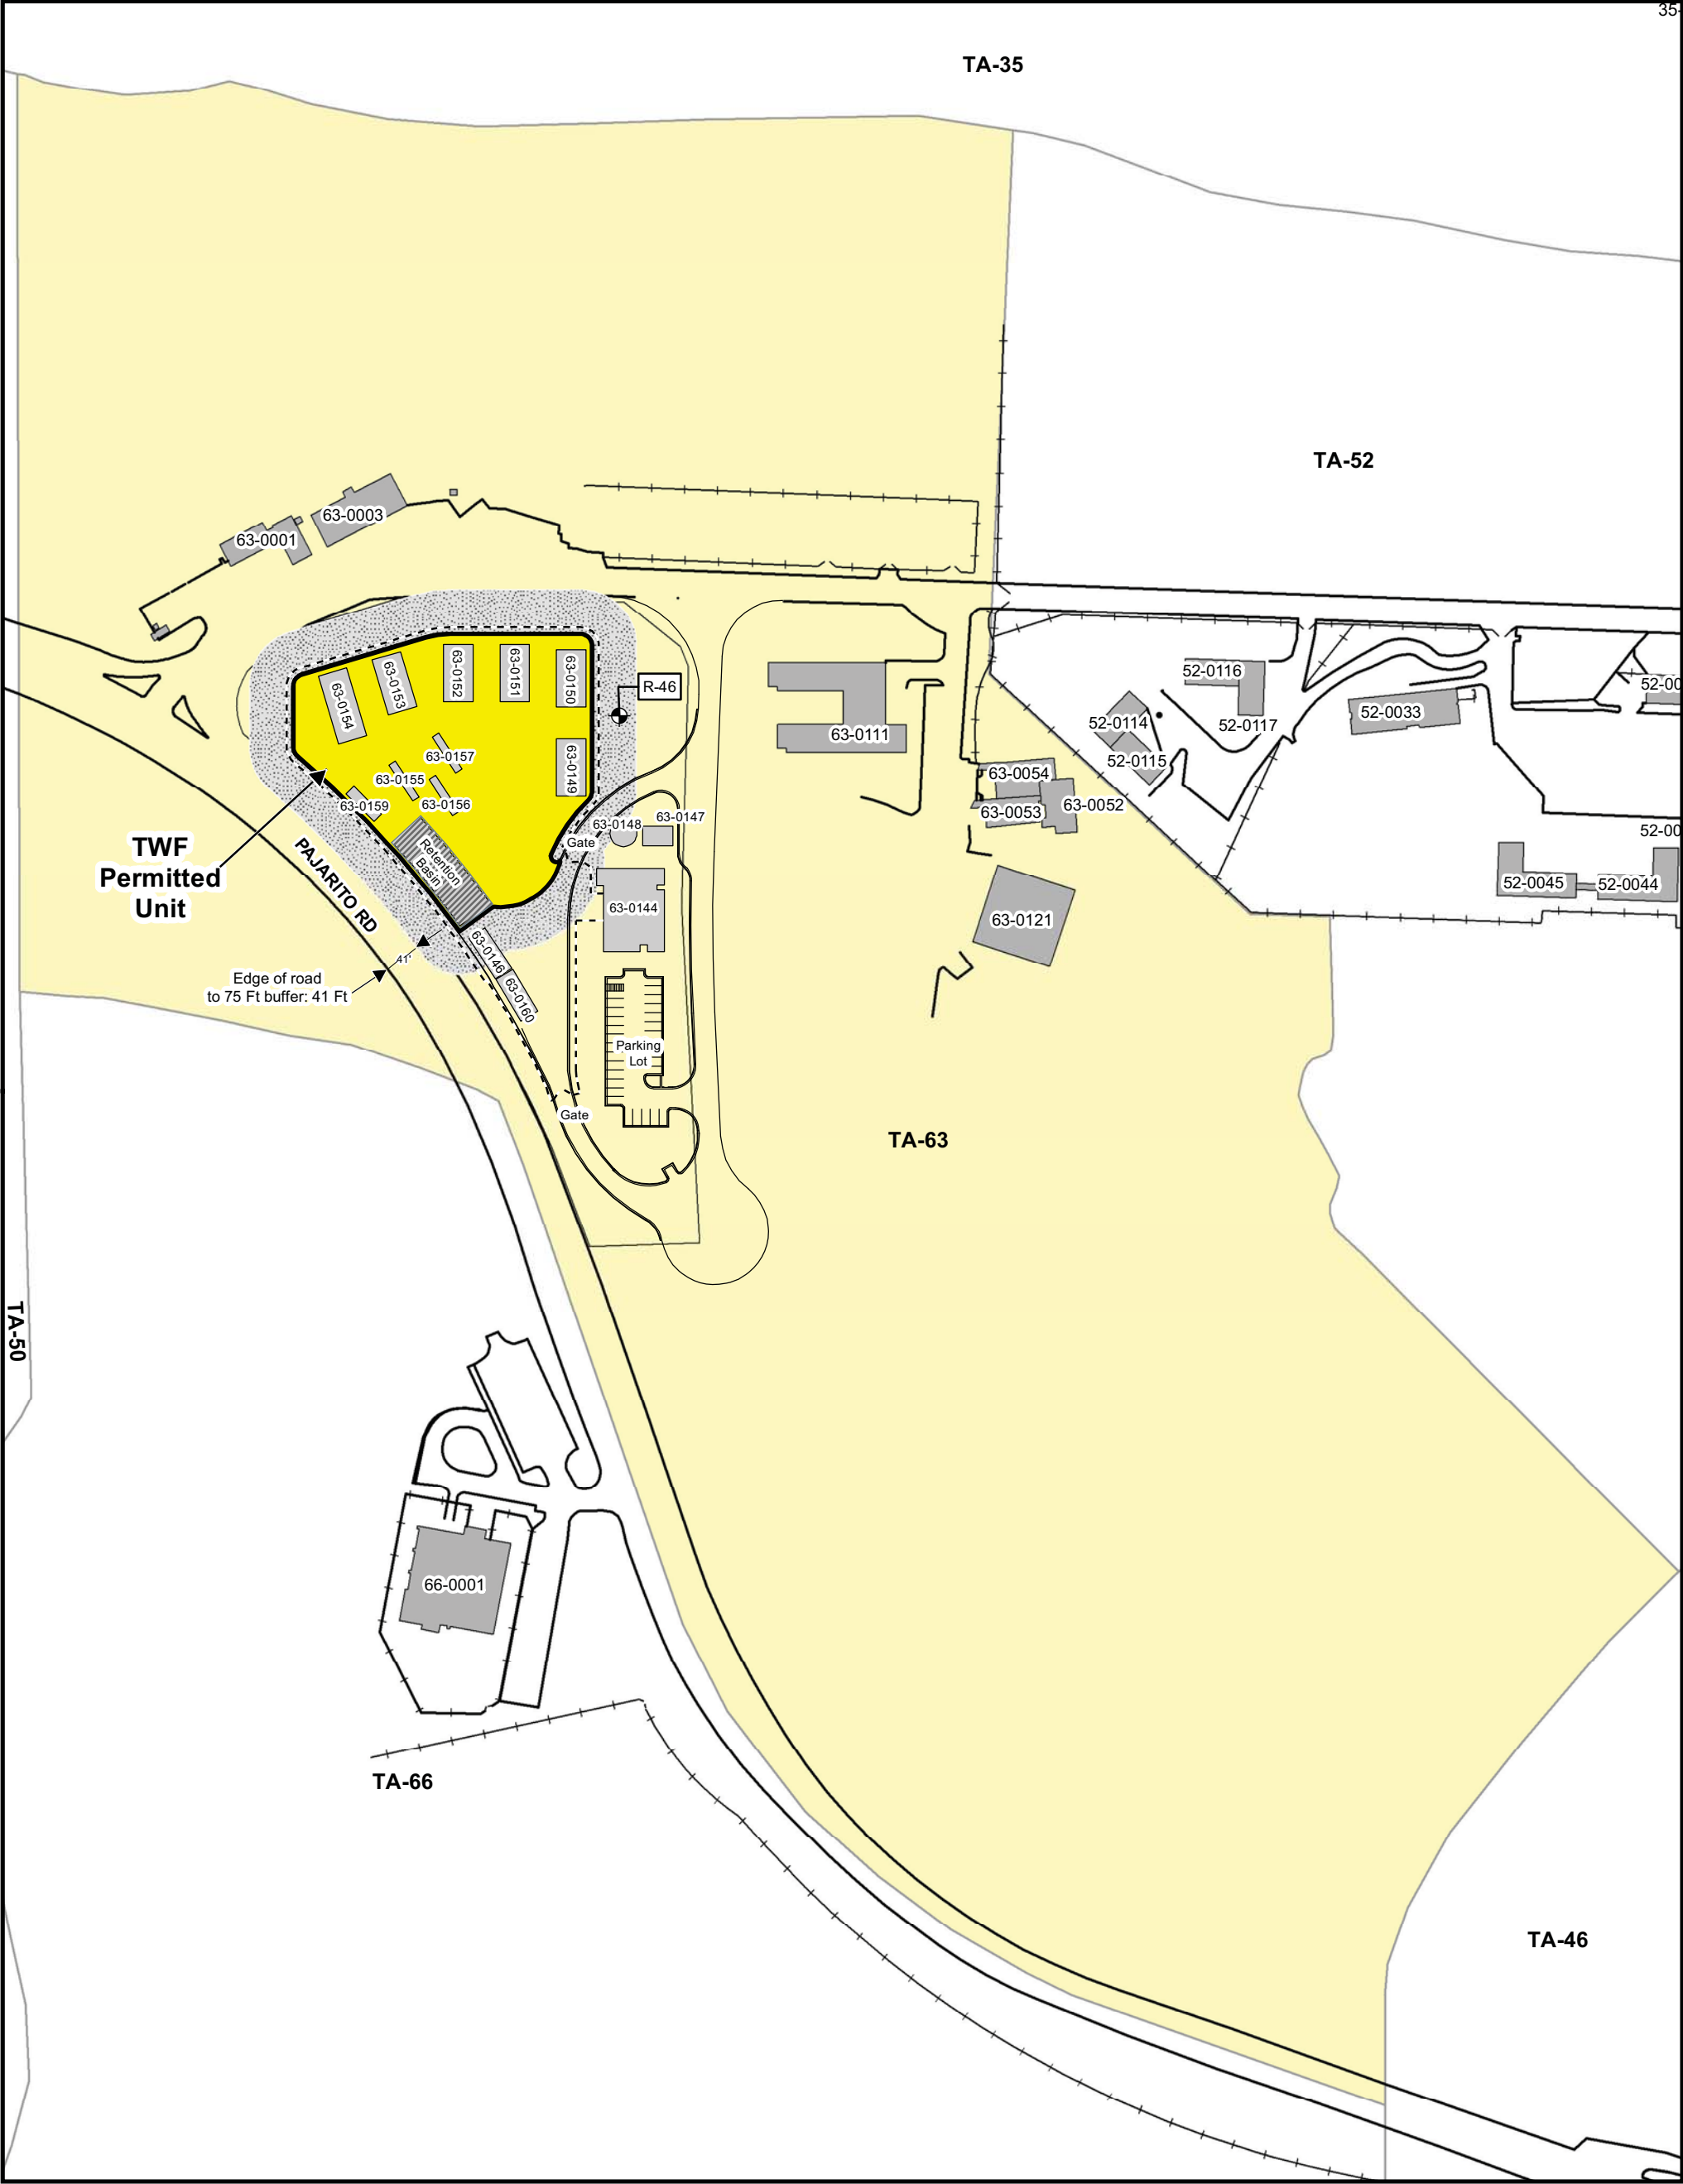 35-
TA-35
TA-52
63-0003
63-0001
52-0116
52-00
R-46
63-0154
63-0153
63-0152
63-0151
63-0150
52-0114
52-0117
52-0033
63-0111
63-0157
52-0115
63-0155
63-0149
63-0054
63-0159
63-0156
63-0052
63-0053
63-0148
63-0147
52-00
Gate
TWF
Permitted
Unit
PAJARITO RD
Retention
Basin
52-0045
52-0044
63-0144
63-0121
63-0146
41'
Edge of road
to 75 Ft buffer: 41 Ft
63-0160
Parking
Lot
Gate
TA-63
TA-50
66-0001
TA-66
TA-46